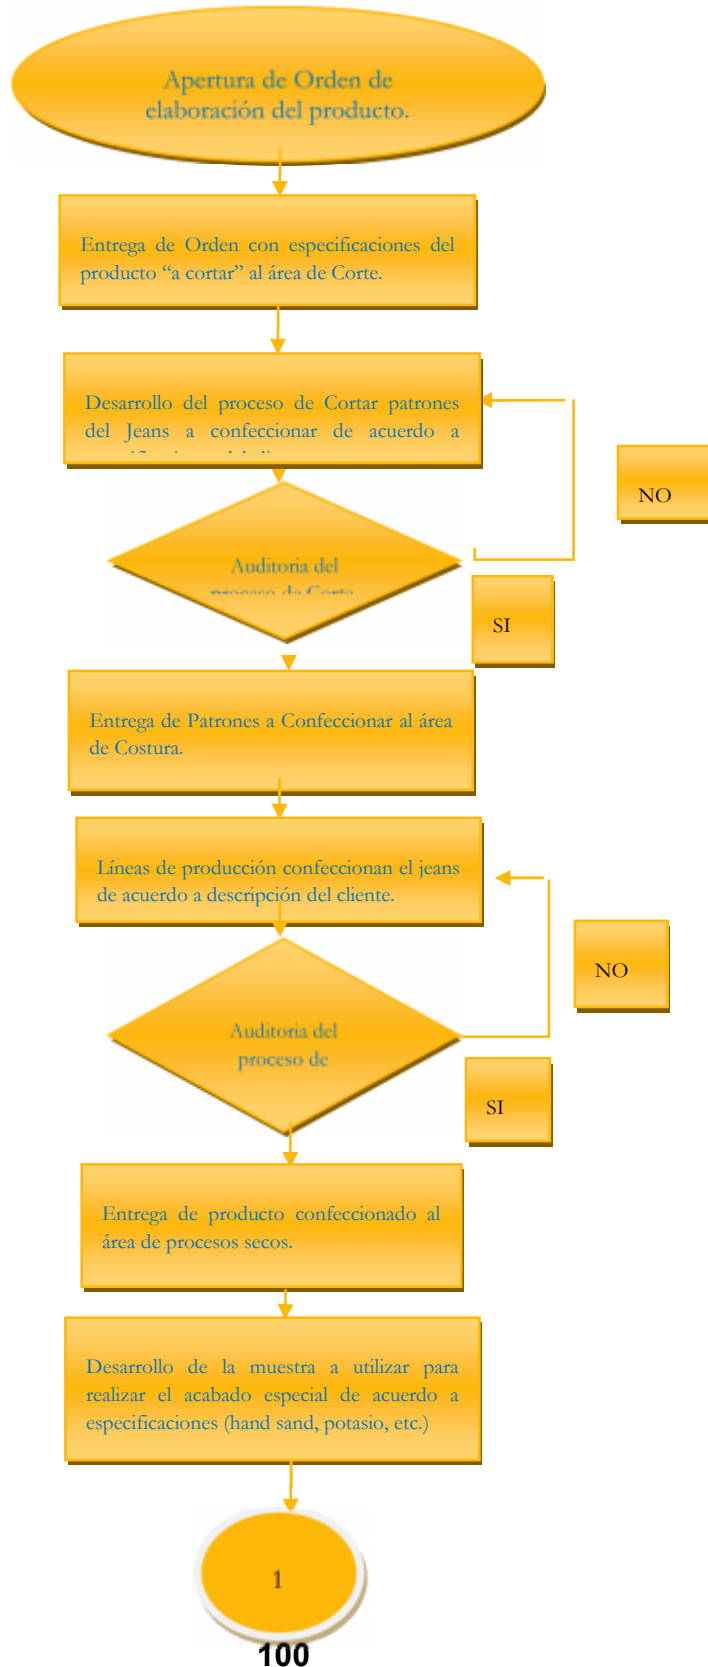 Apertura de Orden de
elaboración del producto.
Entrega de Orden con especificaciones del
producto “a cortar” al área de Corte.
Desarrollo del proceso de Cortar patrones
del Jeans a confeccionar de acuerdo a
NO
Auditoria del
proceso de Corte
SI
Entrega de Patrones a Confeccionar al área
de Costura.
Líneas de producción confeccionan el jeans
de acuerdo a descripción del cliente.
NO
Auditoria del
proceso de
SI
Entrega de producto confeccionado al
área de procesos secos.
Desarrollo de la muestra a utilizar para
realizar el acabado especial de acuerdo a
especificaciones (hand sand, potasio, etc.)
1
100